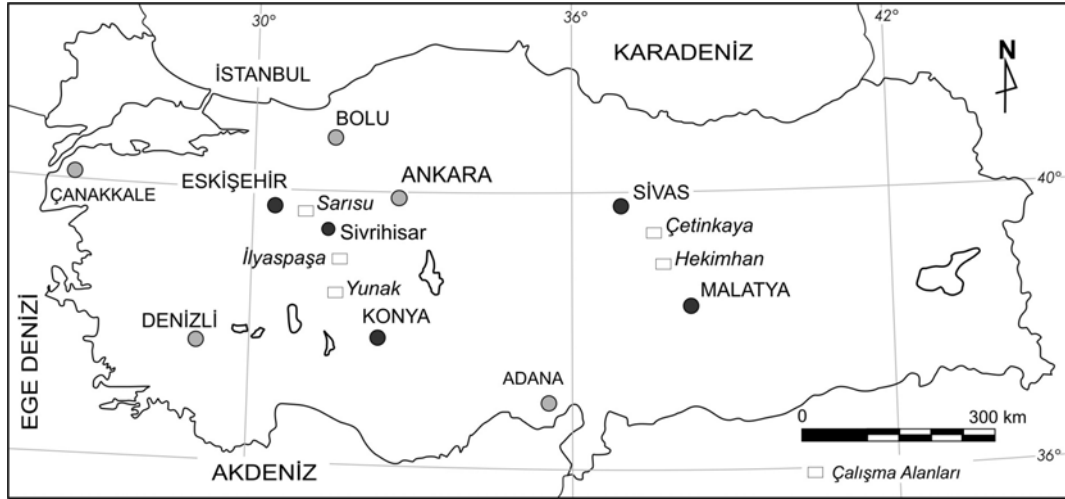 30°
36°
42°
KARADENİZ
N
İSTANBUL
BOLU
ÇANAKKALE
ESKİŞEHİR
ANKARA
SİVAS
40°
Sarısu
Sivrihisar
Çetinkaya
İlyaspaşa
Hekimhan
Yunak
MALATYA
DENİZLİ
KONYA
EGE DENİZİ
ADANA
0 300 km
AKDENİZ
36°
Çalışma Alanları